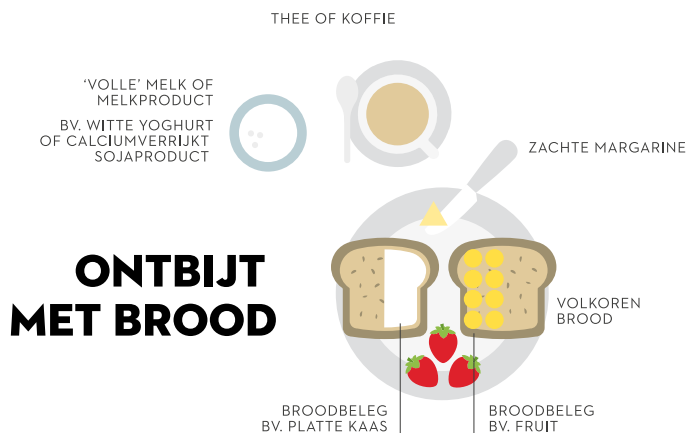 THEE OF KOFFIE
‘VOLLE’ MELK OF
MELKPRODUCT
BV. WITTE YOGHURT
OF CALCIUMVERRIJKT
SOJAPRODUCT
ZACHTE MARGARINE
ONTBIJT
MET BROOD
VOLKOREN
BROOD
BROODBELEG
BV. PLATTE KAAS
BROODBELEG
BV. FRUIT